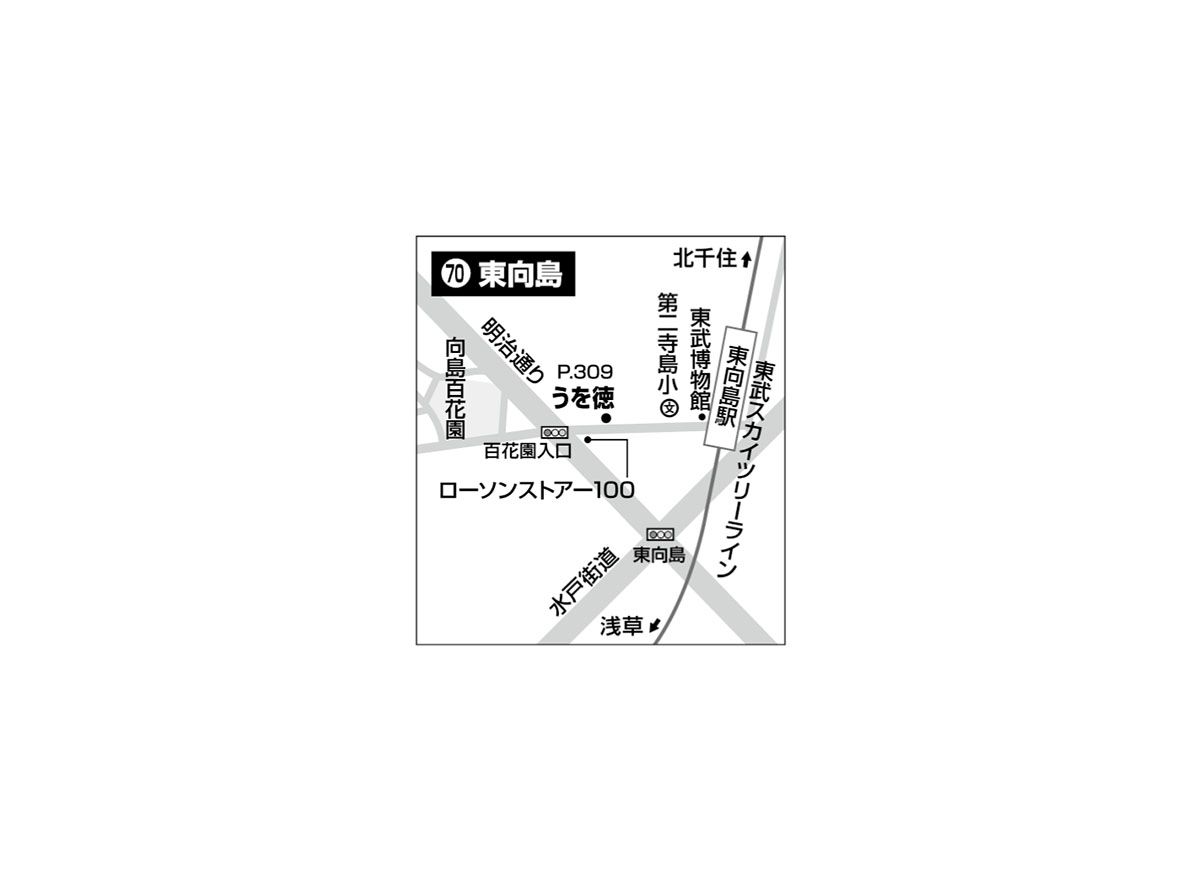 70 東向島
北千住
明治通り
向島百花園
P.309
うを徳
第二寺島小
文
東武博物館
東向島駅
東武スカイツリーライン
百花園入口
ローソンストアー100
東向島
水戸街道
浅草